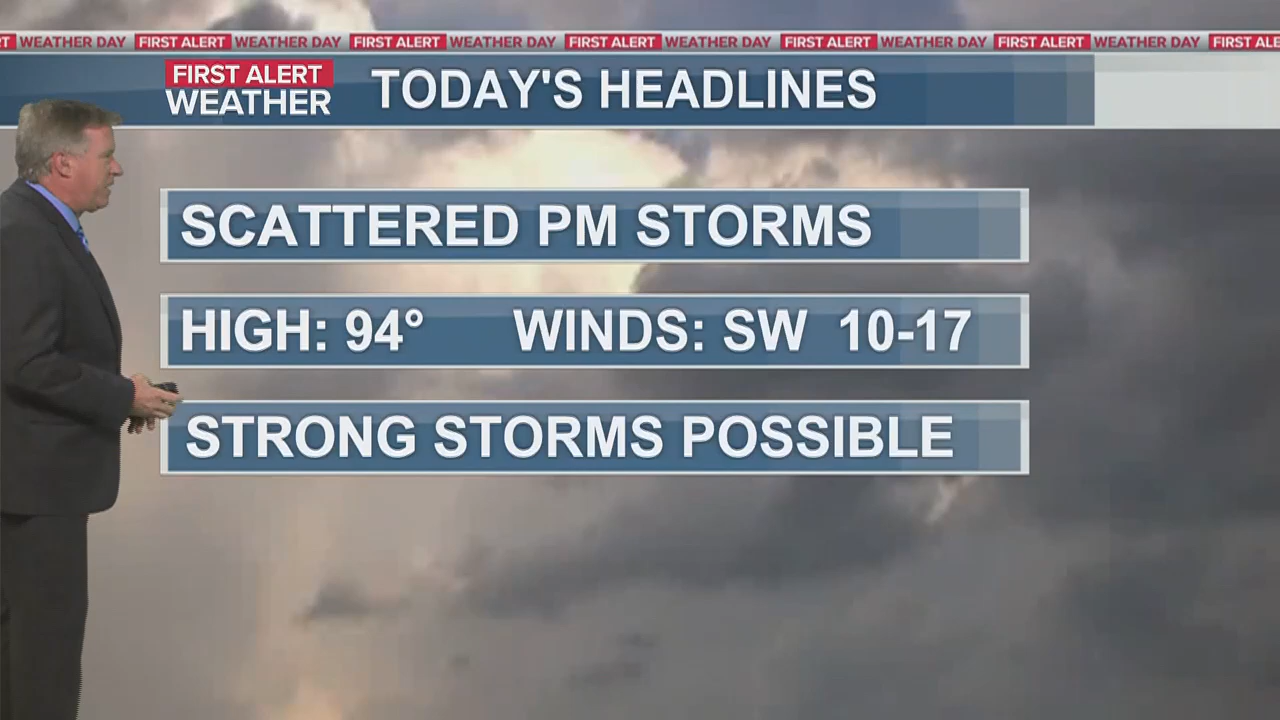 RT WEATHER DAY FIRST ALERT WEATHER DAY FIRST ALERT WEATHER DAY FIRST ALERT WEATHER DAY FIRST ALERT WEATHER DAY FIRST ALERT WEATHER DAY FIRST ALE
FIRST ALERT
WEATHER
TODAY'S HEADLINES
SCATTERED PM STORMS
HIGH: 94° WINDS: SW 10-17
STRONG STORMS POSSIBLE